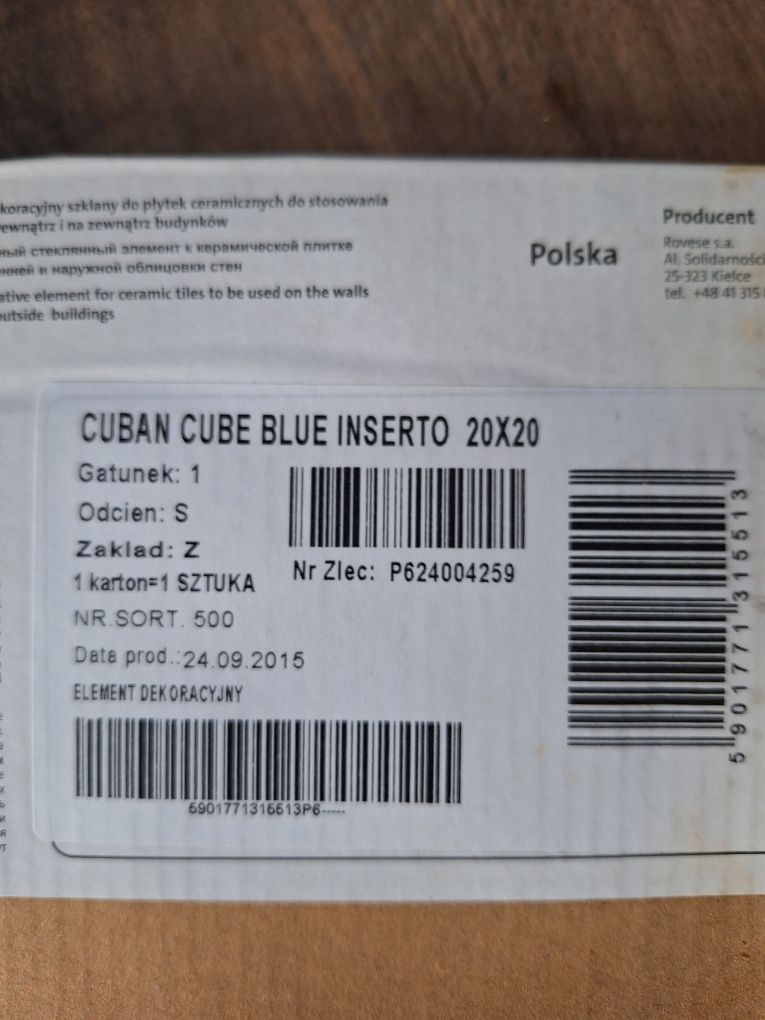 koracyjny szklany do płytek ceramicznych do stosowania
ewnątrz i na zewnątrz budynków
ный стеклянный элемент к керамической плитке
нней и наружной облицовки стен
ative element for ceramic tiles to be used on the walls
outside buildings
Polska
Producent
Rovese s.a.
Al. Solidarności
25-323 Kielce
tel. +48 41 315
CUBAN CUBE BLUE INSERTO 20X20
Gatunek: 1
Odcien: S
Zaklad: Z
1 karton=1 SZTUKA
NR.SORT. 500
Data prod.:24.09.2015
ELEMENT DEKORACYJNY
Nr Zlec: P624004259
5901771315513P6-----
5 901771 315513